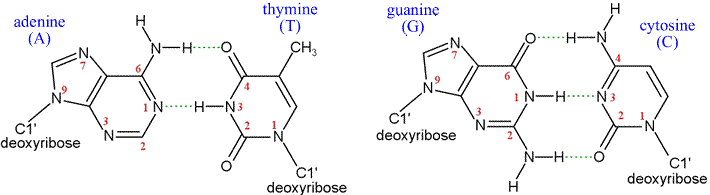 adenine
(A)
thymine
(T)
N
7
N
9
N
3
2
N
1
6
N
H
H
O
4
CH3
H
N
3
2
O
N
1
C1'
deoxyribose
C1'
deoxyribose
guanine
(G)
cytosine
(C)
N
7
N
9
N
3
2
N
1
H
6
O
N
H
H
H
N
H
4
N
3
2
O
N
1
C1'
deoxyribose
C1'
deoxyribose